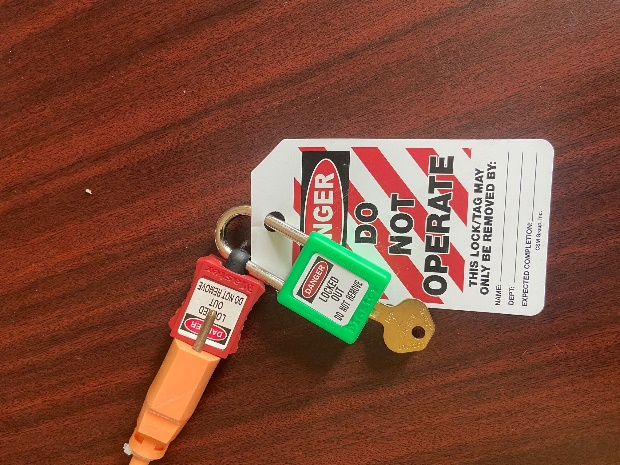 DANGER
DO
NOT
OPERATE
THIS LOCK/TAG MAY
ONLY BE REMOVED BY:
NAME:
DEPT:
EXPECTED COMPLETION:
DANGER
LOCKED
OUT
DO NOT REMOVE
Master
DANGER
LOCKED
OUT
DO NOT REMOVE